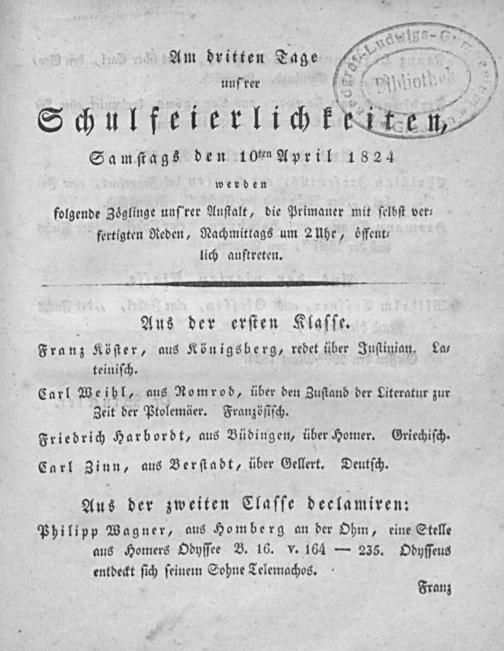 Am dritten Tage
unsrer
Schulfeierlichkeiten,
Samstags den 10ten April 1824
werden
folgende Zöglinge unsrer Anstalt, die Primaner mit selbst ver-
fertigten Reden, Nachmittags um 2 Uhr, öffent-
lich auftreten.
Bibliothek
Aus der ersten Klasse.
Franz Köster, aus Königsberg, redet über Justinian. La-
teinisch.
Carl Weihl, aus Romrod, über den Zustand der Literatur zur
Zeit der Ptolemäer. Französisch.
Friedrich Harbordt, aus Büdingen, über Homer. Griechisch.
Carl Zinn, aus Berstadt, über Gellert. Deutsch.
Aus der zweiten Classe declamiren:
Philipp Wagner, aus Homberg an der Ohm, eine Stelle
aus Homers Odyssee B. 16. v. 164 — 235. Odysseus
entdeckt sich seinem Sohne Telemachos.
Franz